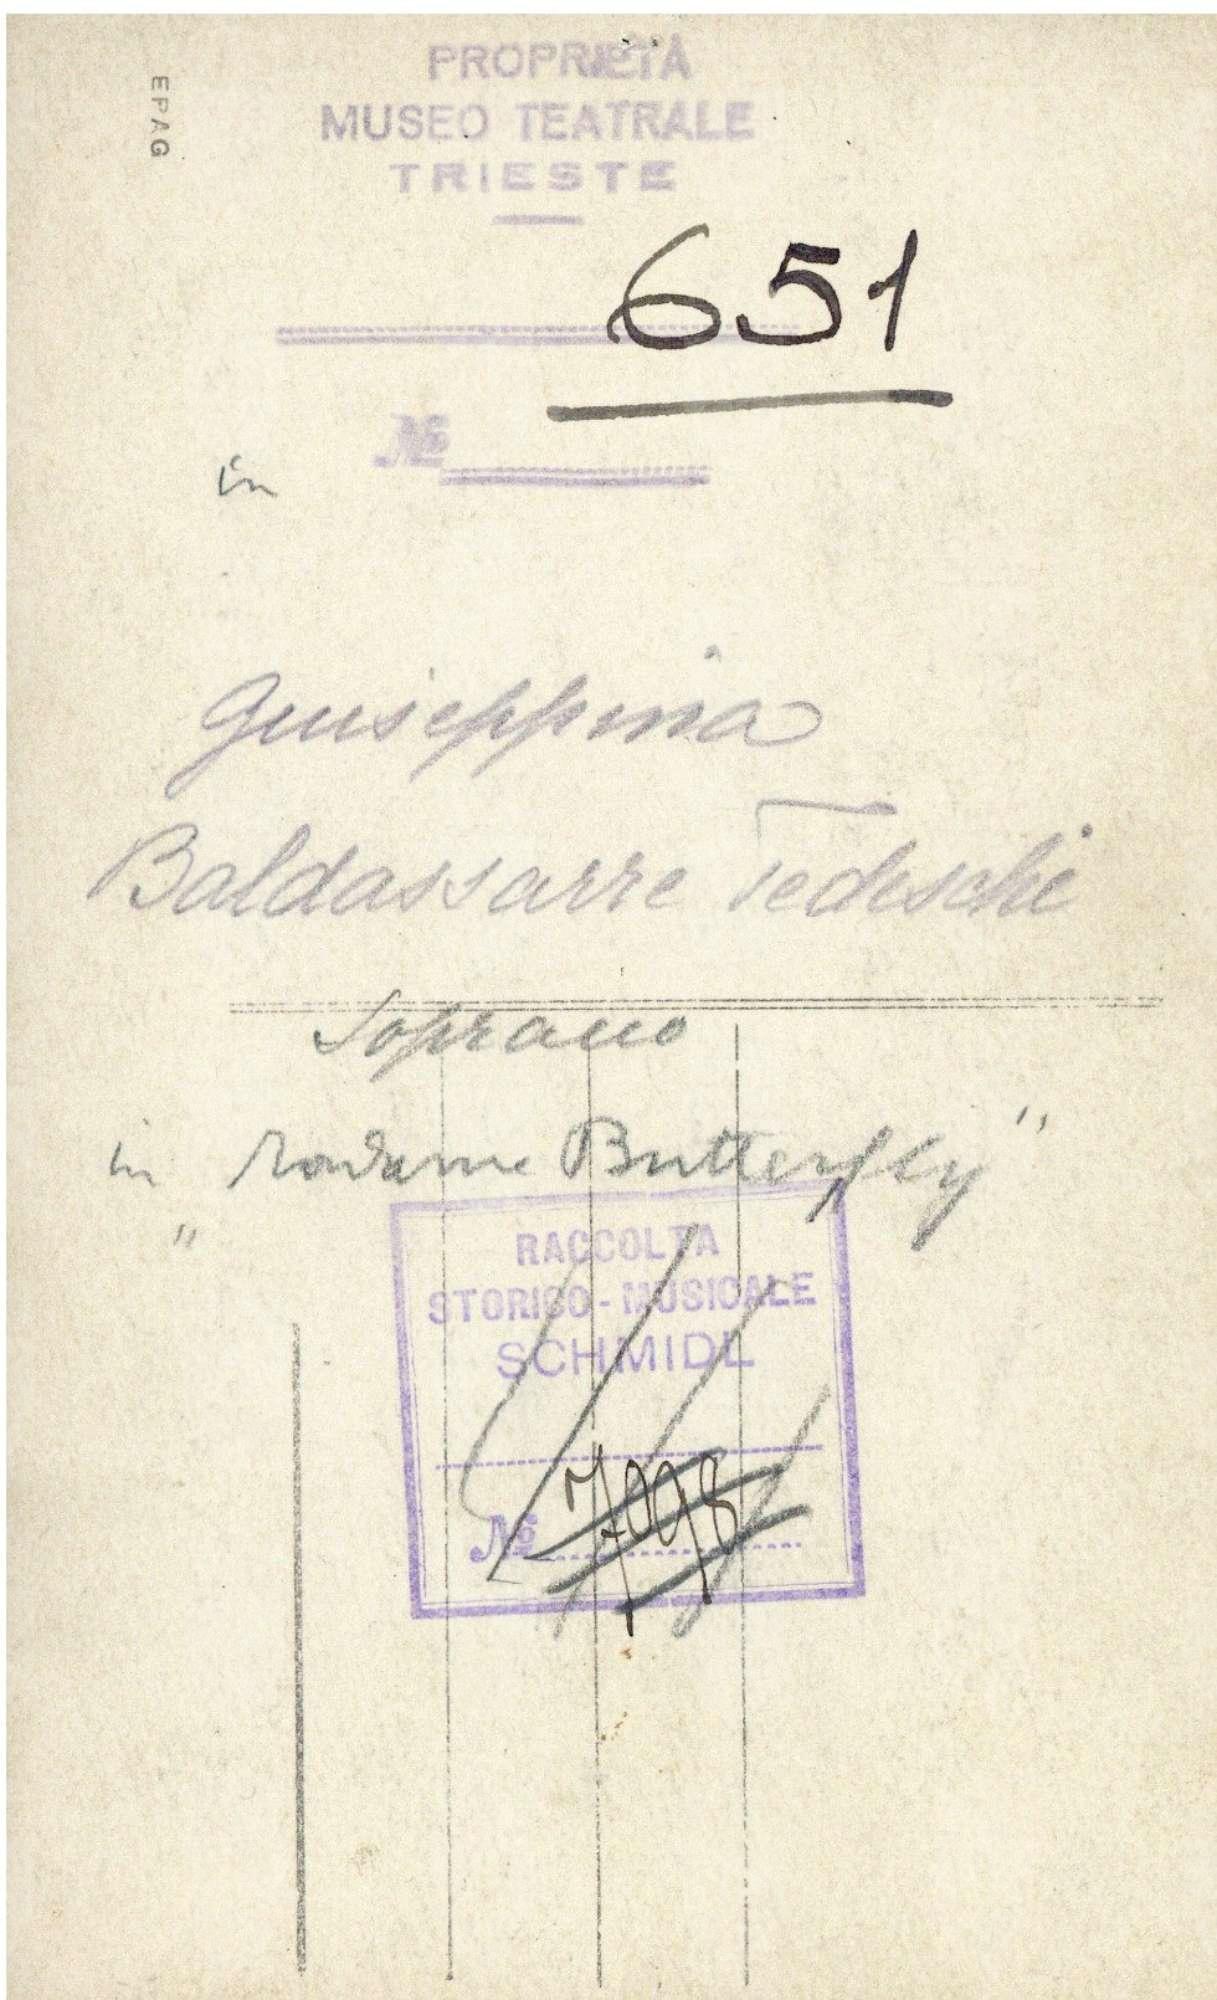 EPAG
PROPRIETÀ
MUSEO TEATRALE
TRIESTE
651
№
in
Giuseppina
Baldassarre Tedeschi
Soprano
in "Madame Butterfly"
"
RACCOLTA
STORICO - MUSICALE
SCHMIDL
№ 7098